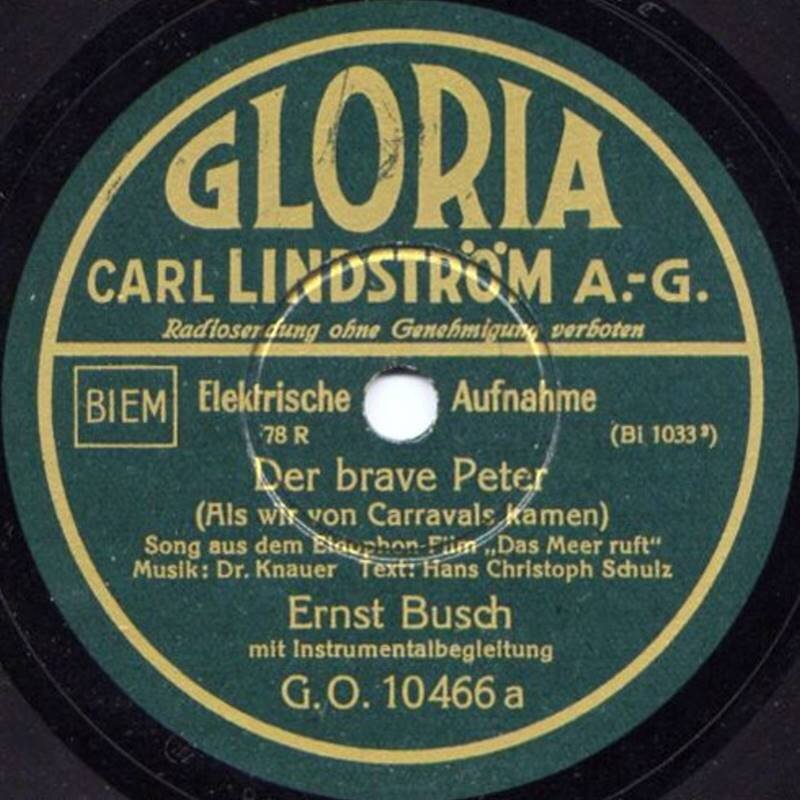 GLORIA
CARL LINDSTRÖM A.-G.
Radiosendung ohne Genehmigung verboten
BIEM Elektrische Aufnahme
78 R (Bi 1033²)
Der brave Peter
(Als wir von Carravals kamen)
Song aus dem Eidophon-Film „Das Meer ruft“
Musik: Dr. Knauer Text: Hans Christoph Schulz
Ernst Busch
mit Instrumentalbegleitung
G.O. 10466 a